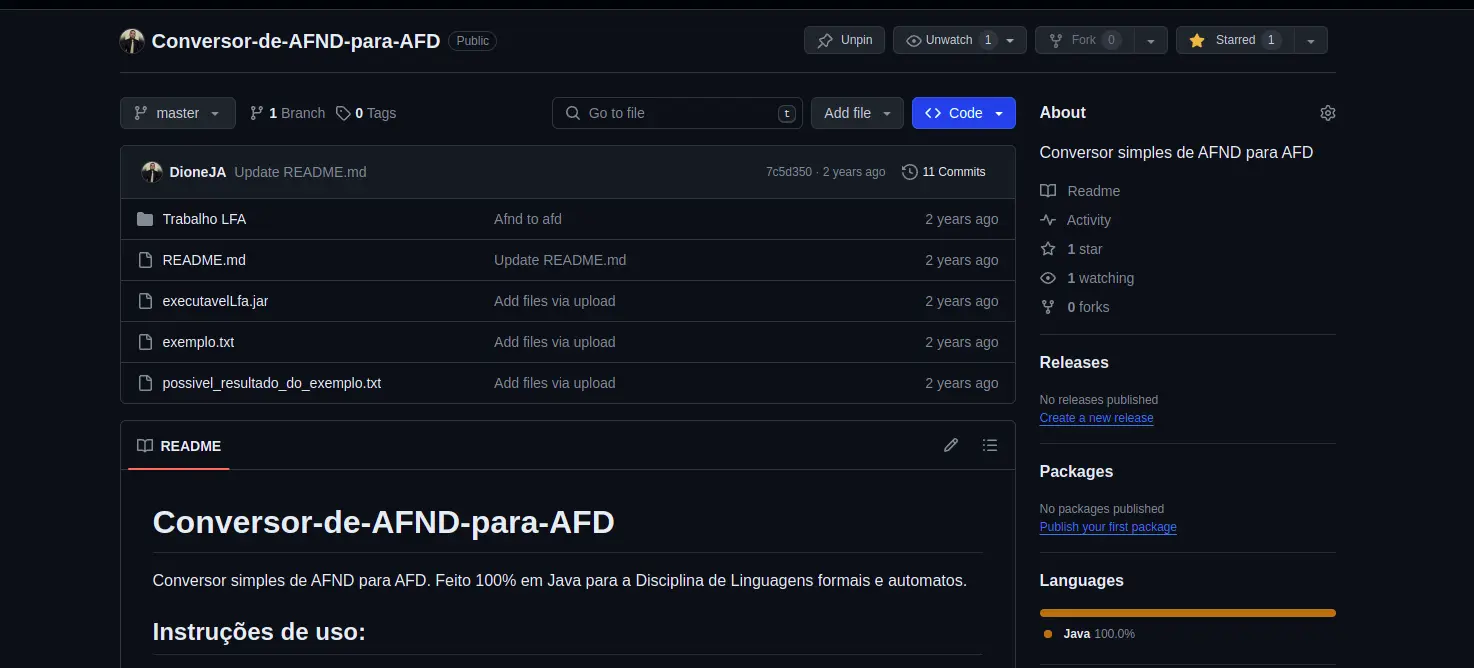 Conversor-de-AFND-para-AFD Public Unpin Unwatch 1 Fork 0 Starred 1
master 1 Branch 0 Tags Go to file t Add file Code
DioneJA Update README.md 7c5d350 · 2 years ago 11 Commits
Trabalho LFA Afnd to afd 2 years ago
README.md Update README.md 2 years ago
executavelLfa.jar Add files via upload 2 years ago
exemplo.txt Add files via upload 2 years ago
possivel_resultado_do_exemplo.txt Add files via upload 2 years ago
README
Conversor-de-AFND-para-AFD
Conversor simples de AFND para AFD. Feito 100% em Java para a Disciplina de Linguagens formais e automatos.
Instruções de uso:
About
Conversor simples de AFND para AFD
Readme
Activity
1 star
1 watching
0 forks
Releases
No releases published
Create a new release
Packages
No packages published
Publish your first package
Languages
Java 100.0%